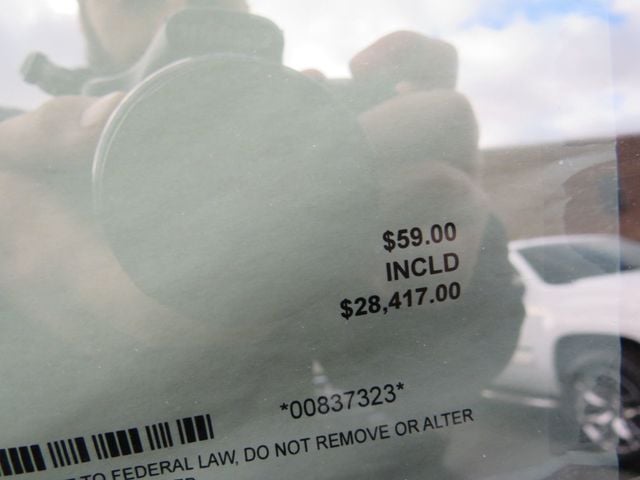 $59.00
INCLD
$28,417.00
*00837323*
TO FEDERAL LAW, DO NOT REMOVE OR ALTER